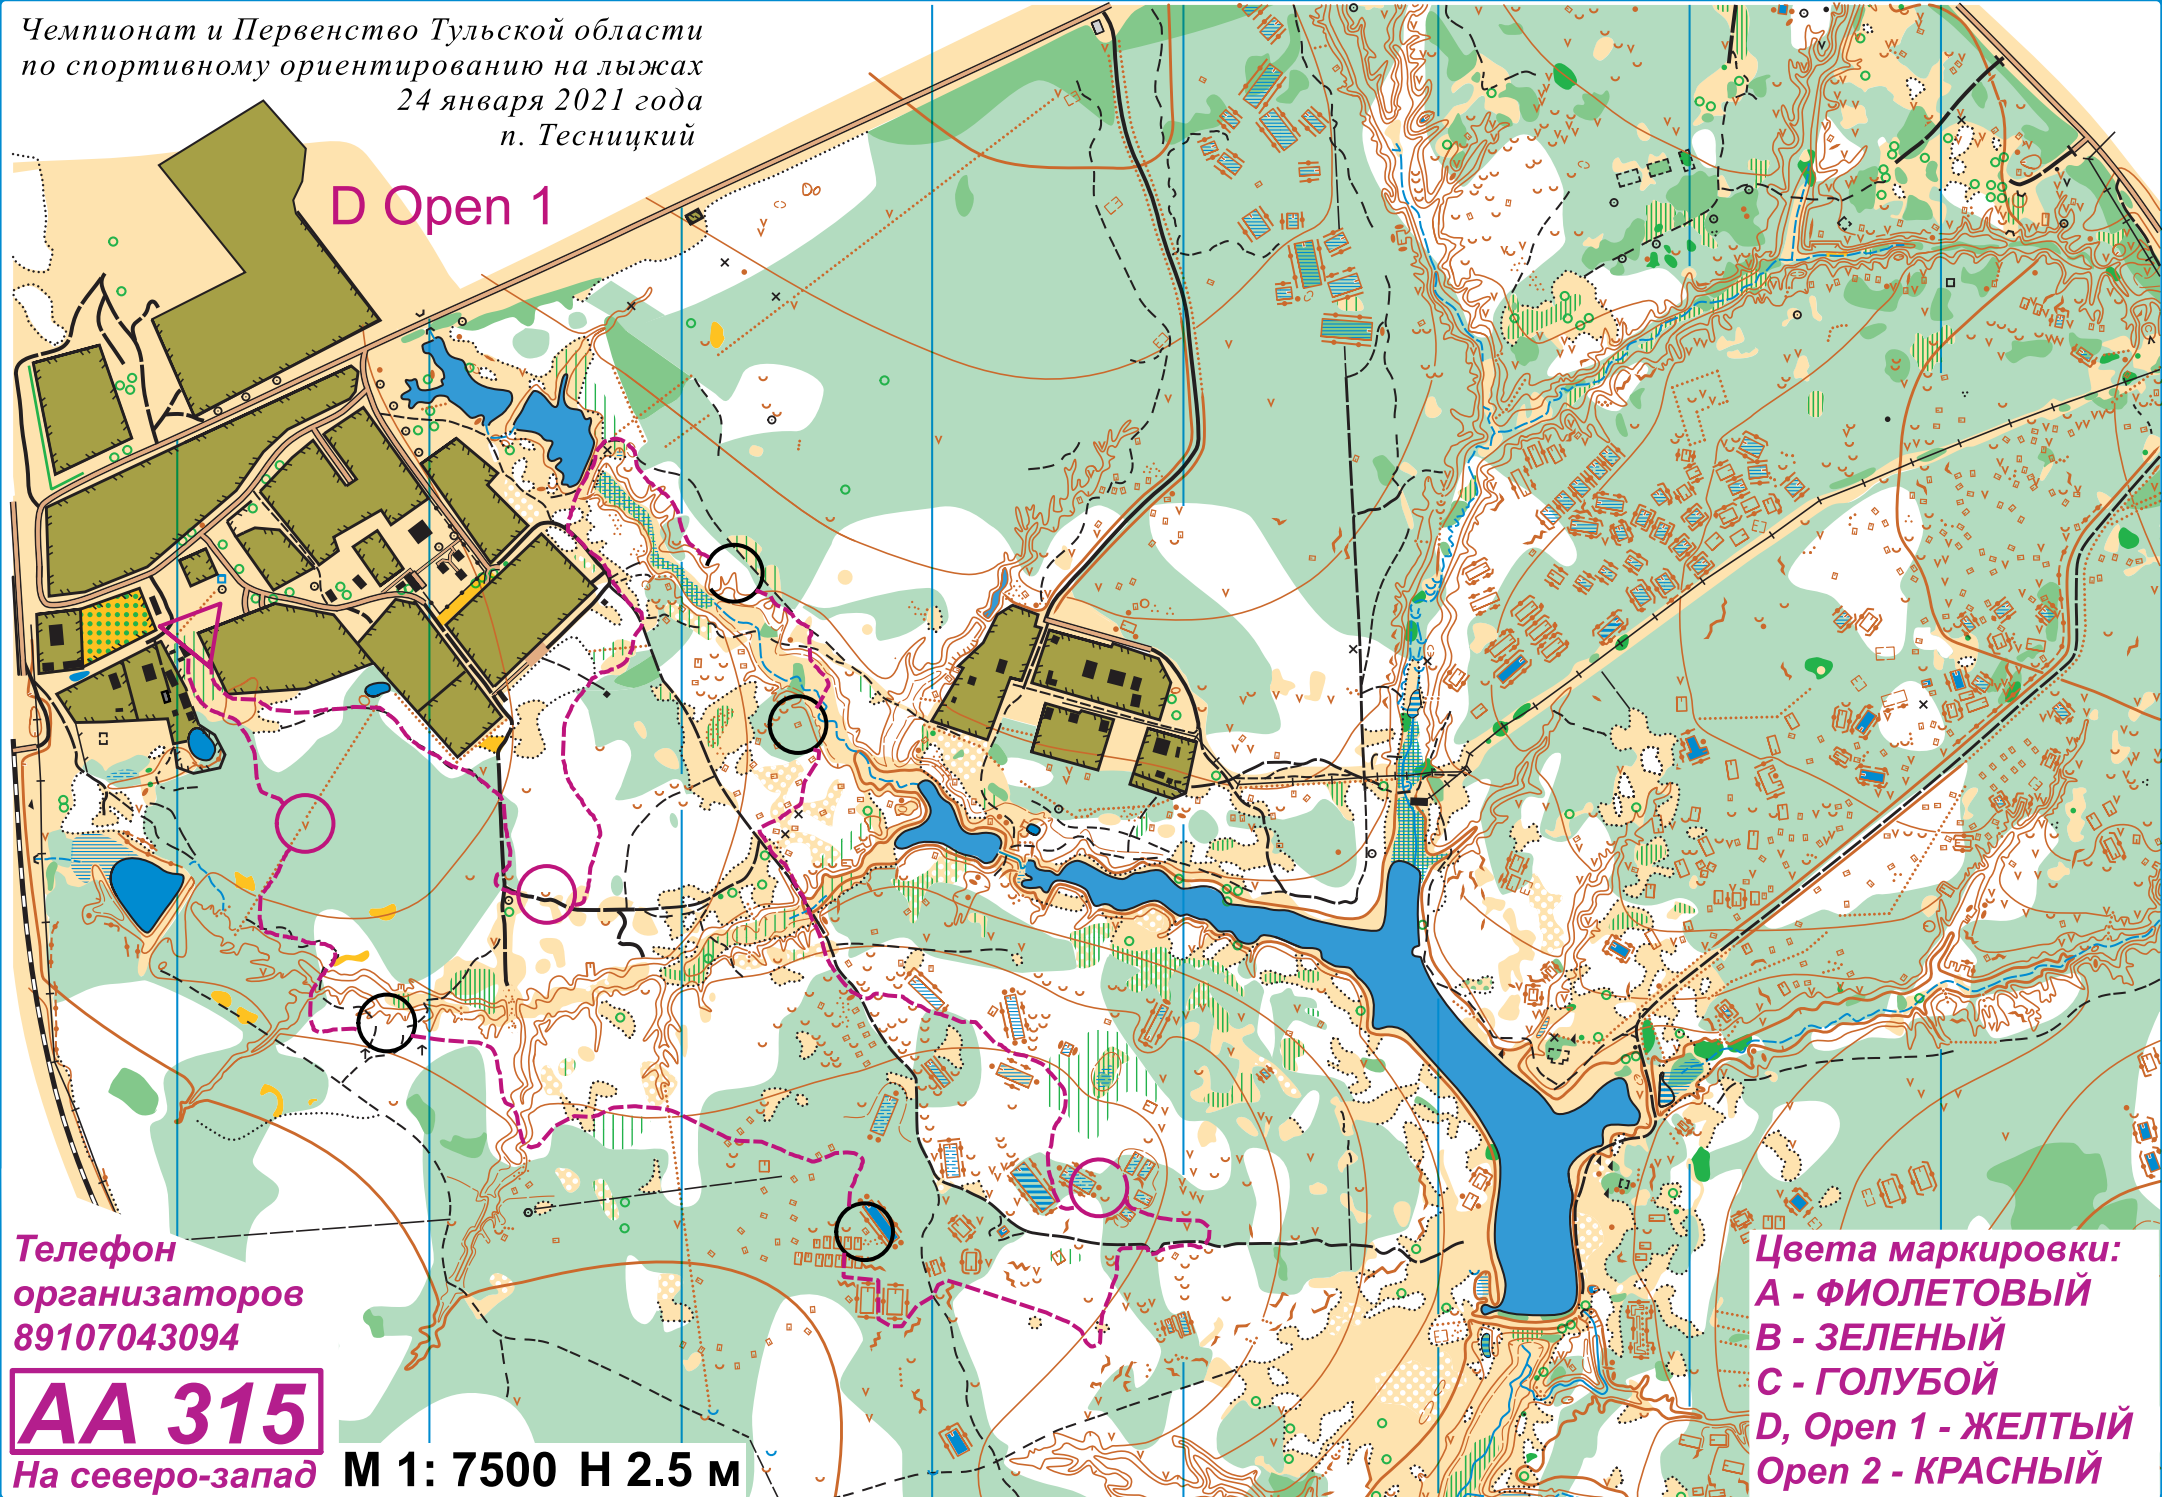 Чемпионат и Первенство Тульской области
по спортивному ориентированию на лыжах
24 января 2021 года
п. Тесницкий
D Open 1
Телефон
организаторов
89107043094
АА 315
На северо-запад
М 1: 7500 Н 2.5 м
Цвета маркировки:
А - ФИОЛЕТОВЫЙ
В - ЗЕЛЕНЫЙ
С - ГОЛУБОЙ
D, Open 1 - ЖЕЛТЫЙ
Open 2 - КРАСНЫЙ